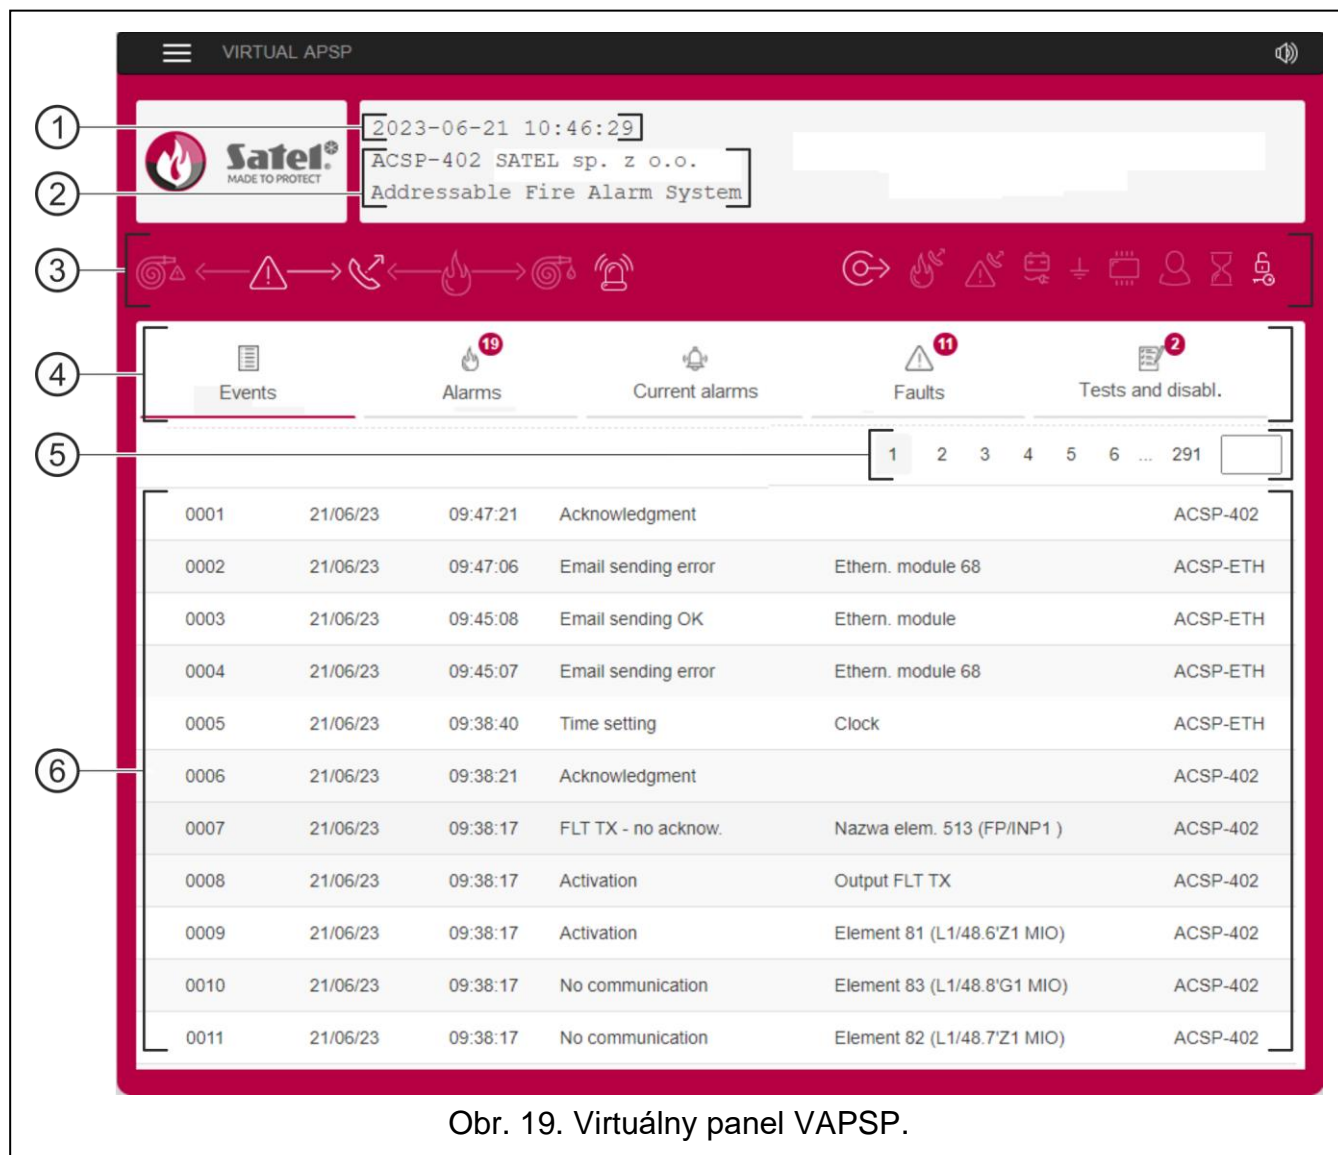 VIRTUAL APSP
1
2023-06-21 10:46:29
Satel®
MADE TO PROTECT
ACSP-402 SATEL sp. z o.o.
2
Addressable Fire Alarm System
3
4
19
11
2
Events
Alarms
Current alarms
Faults
Tests and disabl.
5
1 2 3 4 5 6 ... 291
6
0001 21/06/23 09:47:21 Acknowledgment ACSP-402
0002 21/06/23 09:47:06 Email sending error Ethern. module 68 ACSP-ETH
0003 21/06/23 09:45:08 Email sending OK Ethern. module ACSP-ETH
0004 21/06/23 09:45:07 Email sending error Ethern. module 68 ACSP-ETH
0005 21/06/23 09:38:40 Time setting Clock ACSP-ETH
0006 21/06/23 09:38:21 Acknowledgment ACSP-402
0007 21/06/23 09:38:17 FLT TX - no acknow. Nazwa elem. 513 (FP/INP1 ) ACSP-402
0008 21/06/23 09:38:17 Activation Output FLT TX ACSP-402
0009 21/06/23 09:38:17 Activation Element 81 (L1/48.6'Z1 MIO) ACSP-402
0010 21/06/23 09:38:17 No communication Element 83 (L1/48.8'G1 MIO) ACSP-402
0011 21/06/23 09:38:17 No communication Element 82 (L1/48.7'Z1 MIO) ACSP-402
Obr. 19. Virtuálny panel VAPSP.